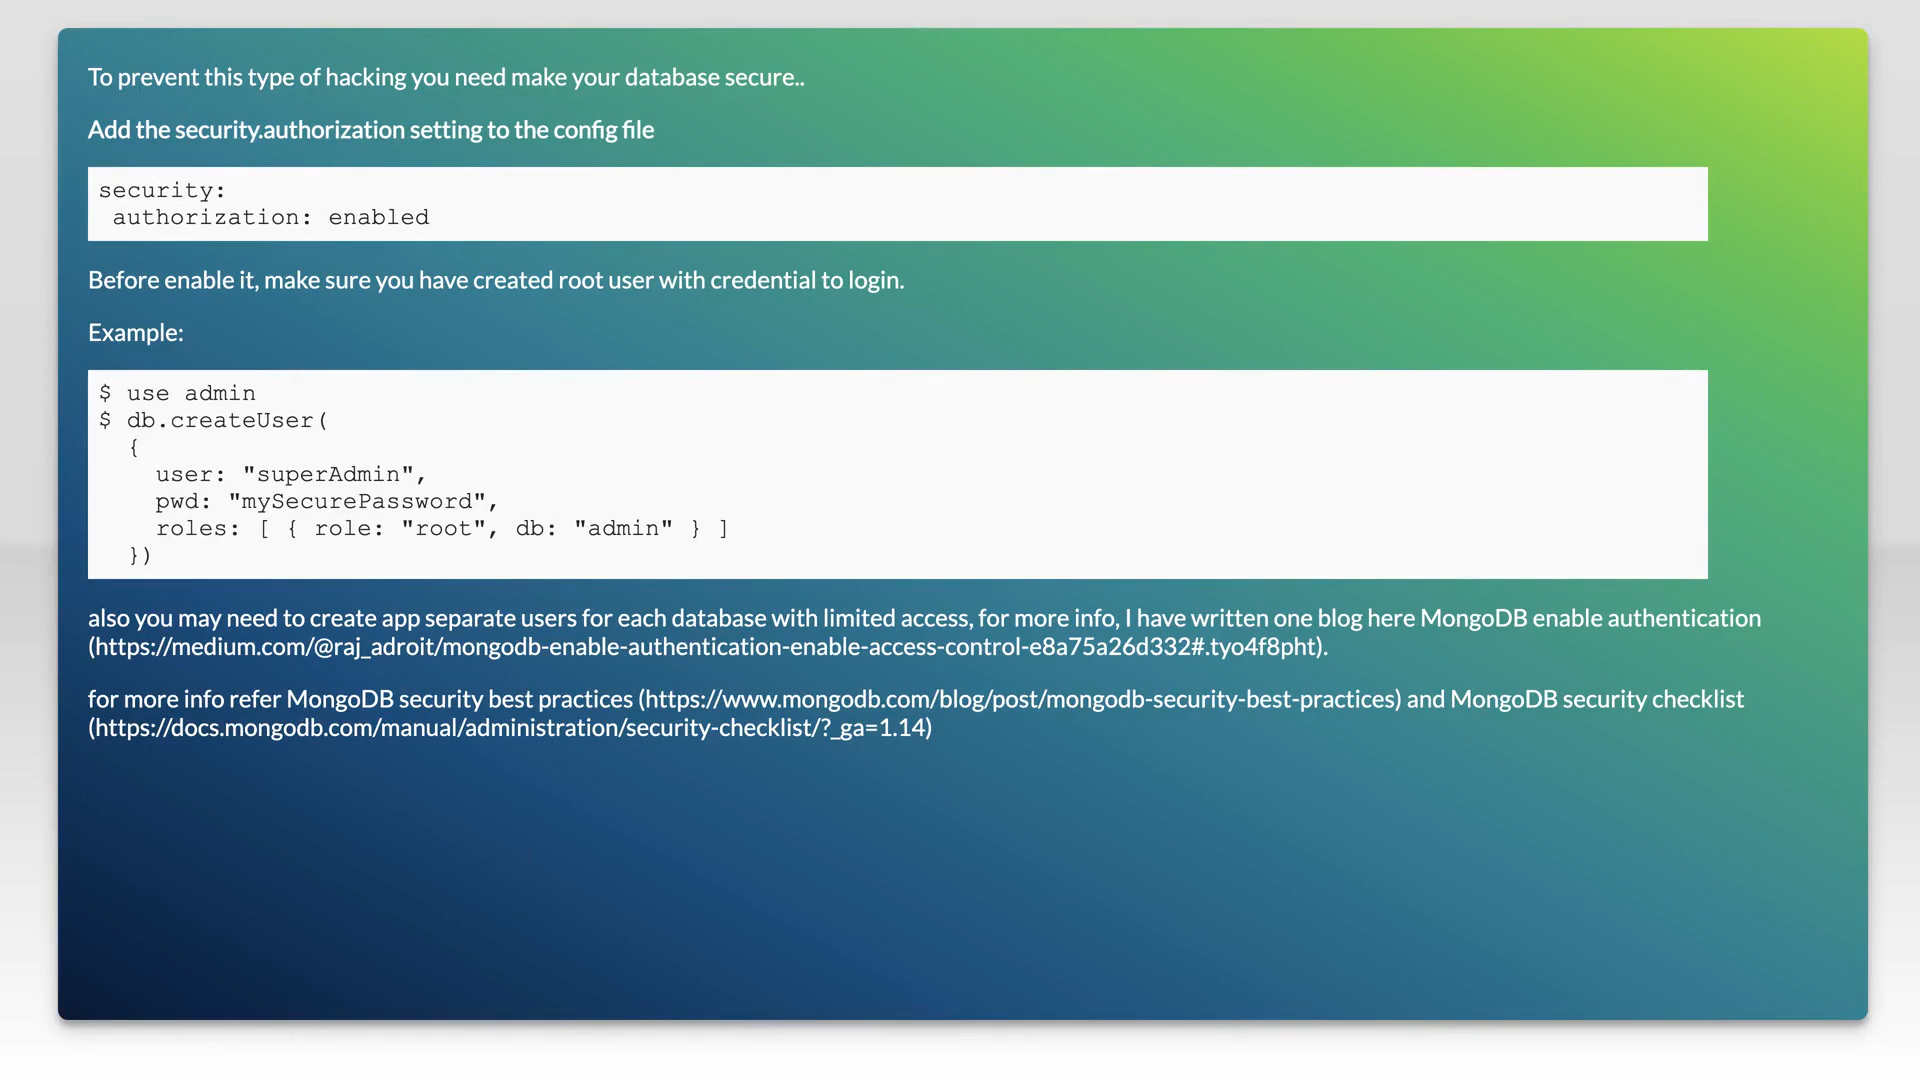 To prevent this type of hacking you need make your database secure..
Add the security.authorization setting to the config file
security:
 authorization: enabled
Before enable it, make sure you have created root user with credential to login.
Example:
$ use admin
$ db.createUser(
  {
    user: "superAdmin",
    pwd: "mySecurePassword",
    roles: [ { role: "root", db: "admin" } ]
  })
also you may need to create app separate users for each database with limited access, for more info, I have written one blog here MongoDB enable authentication
(https://medium.com/@raj_adroit/mongodb-enable-authentication-enable-access-control-e8a75a26d332#.tyo4f8pht).
for more info refer MongoDB security best practices (https://www.mongodb.com/blog/post/mongodb-security-best-practices) and MongoDB security checklist
(https://docs.mongodb.com/manual/administration/security-checklist/?_ga=1.14)